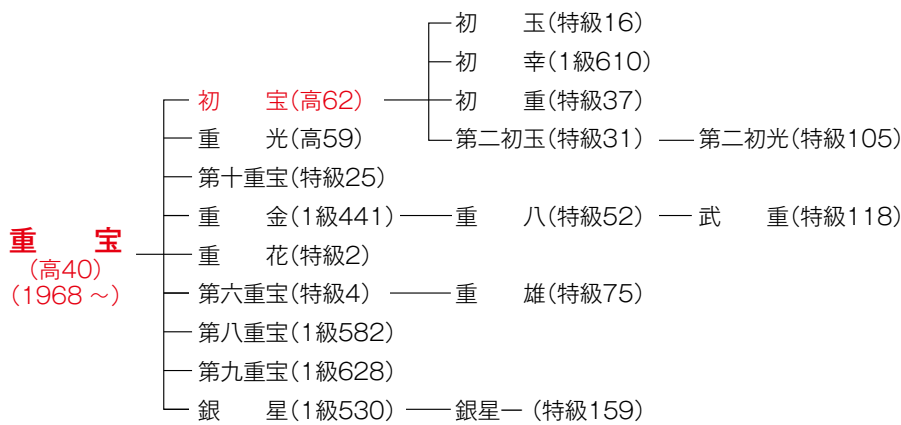 初　　玉(特級16)
初　　幸(1級610)
初　　宝(高62)
初　　重(特級37)
重　　光(高59)
第二初玉(特級31)
第二初光(特級105)
第十重宝(特級25)
重　　金(1級441)
重　　八(特級52)
武　　重(特級118)
重　　宝
(高40)
(1968～)
重　　花(特級2)
第六重宝(特級4)
重　　雄(特級75)
第八重宝(1級582)
第九重宝(1級628)
銀　　星(1級530)
銀星一 (特級159)